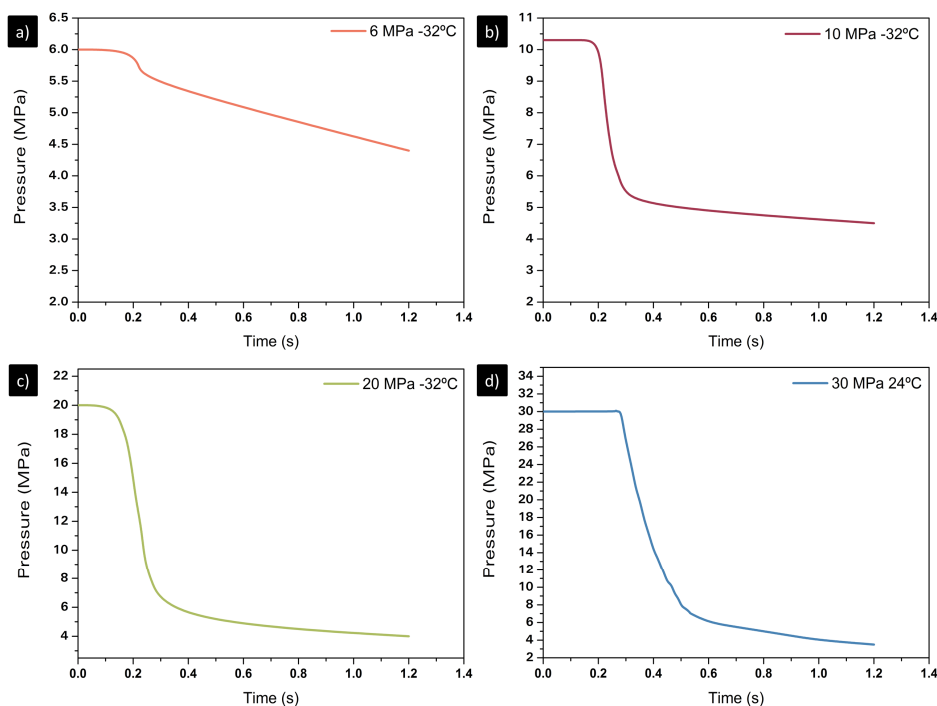 a)
6 MPa -32ºC
6.5
6.0
5.5
5.0
4.5
4.0
3.5
3.0
2.5
2.0
Pressure (MPa)
0.0 0.2 0.4 0.6 0.8 1.0 1.2 1.4
Time (s)
b)
10 MPa -32ºC
11
10
9
8
7
6
5
4
3
2
Pressure (MPa)
0.0 0.2 0.4 0.6 0.8 1.0 1.2 1.4
Time (s)
c)
20 MPa -32ºC
22
20
18
16
14
12
10
8
6
4
Pressure (MPa)
0.0 0.2 0.4 0.6 0.8 1.0 1.2 1.4
Time (s)
d)
30 MPa 24ºC
34
32
30
28
26
24
22
20
18
16
14
12
10
8
6
4
2
Pressure (MPa)
0.0 0.2 0.4 0.6 0.8 1.0 1.2 1.4
Time (s)